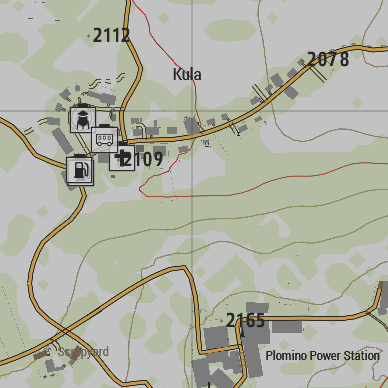 2112
2078
Kula
2109
2165
Scrapyard
Plomino Power Station